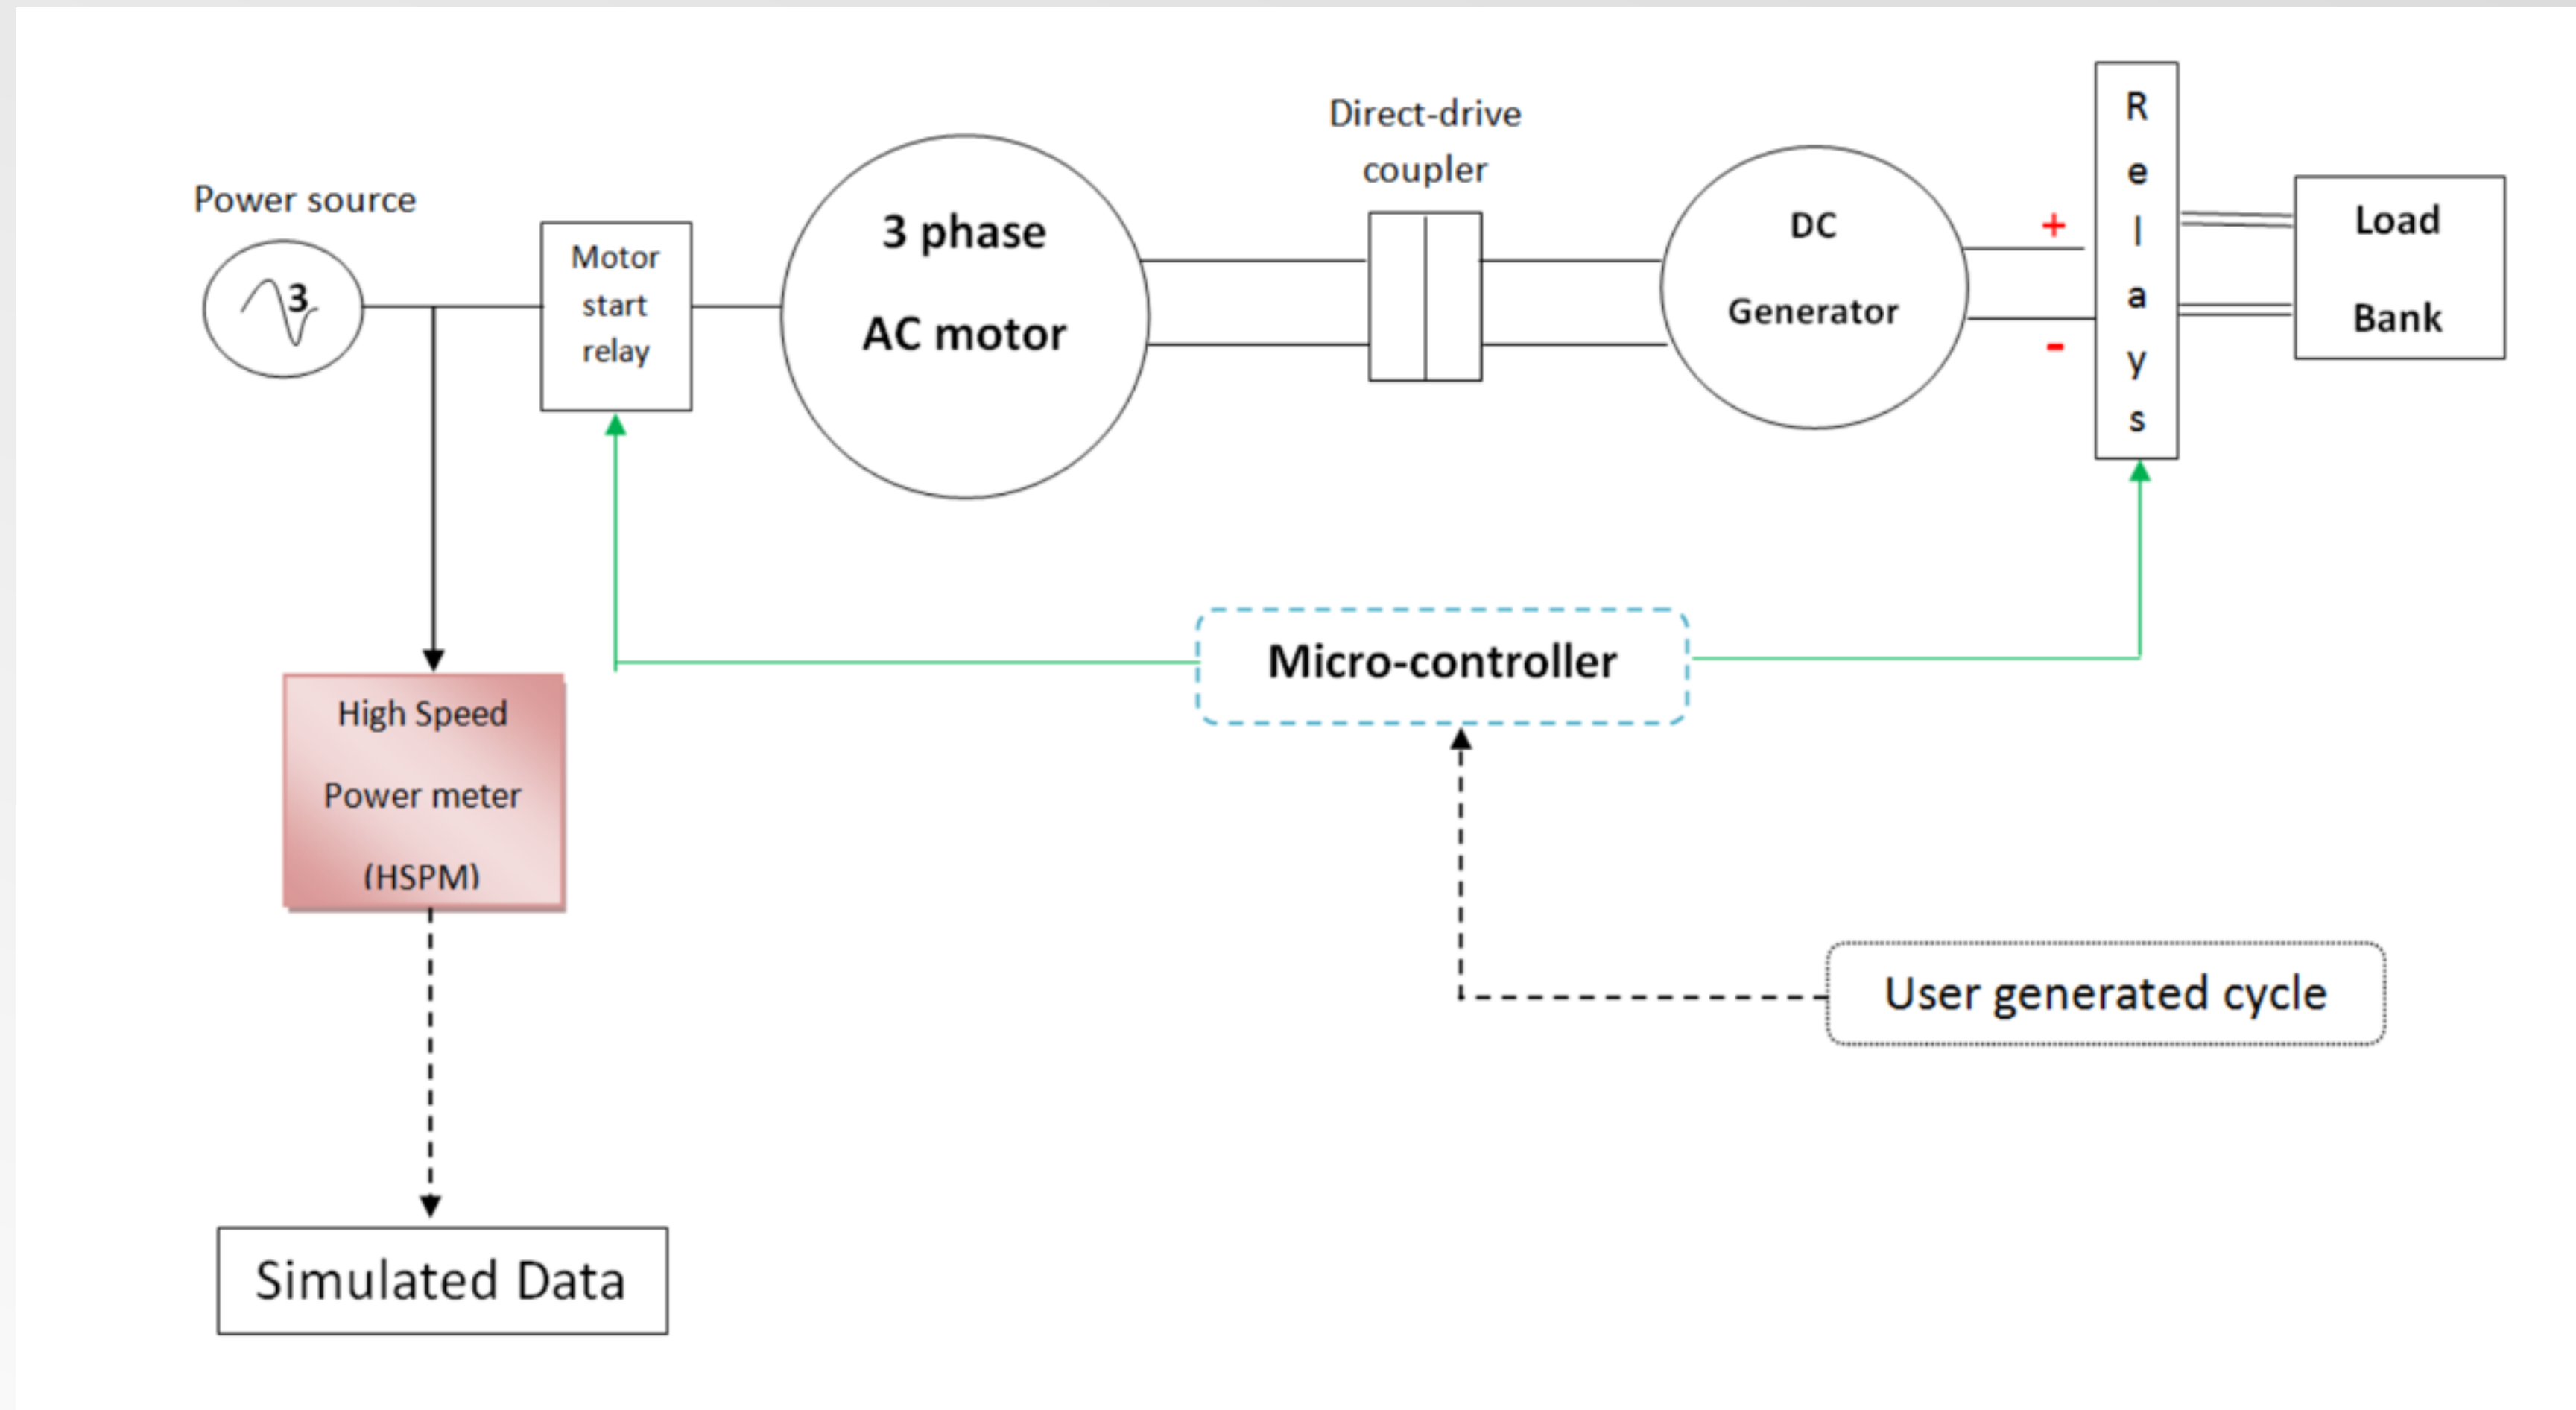 Power source
3
Motor
start
relay
3 phase
AC motor
Direct-drive
coupler
DC
Generator
+
-
R
e
l
a
y
s
Load
Bank
Micro-controller
High Speed
Power meter
(HSPM)
User generated cycle
Simulated Data